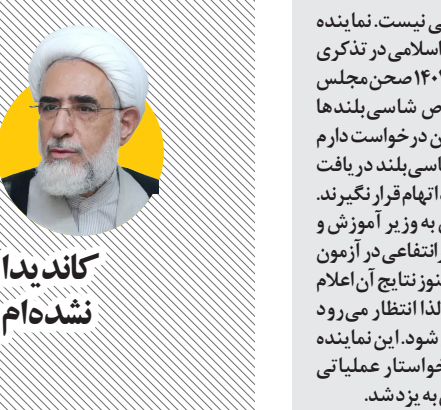 ی نیست. نماینده
اسلامی در تذکری
صحن مجلس
ص شاسی‌بلندها
ن درخواست دارم
اسی‌بلند دریافت
اتهام قرار نگیرند.
به وزیر آموزش و
رانتفاعی در آزمون
نوز نتایج آن اعلام
لذا انتظار می‌رود
شود. این نماینده
خواستار عملیاتی
به یزد شد.
کاندیدا
نشده‌ام